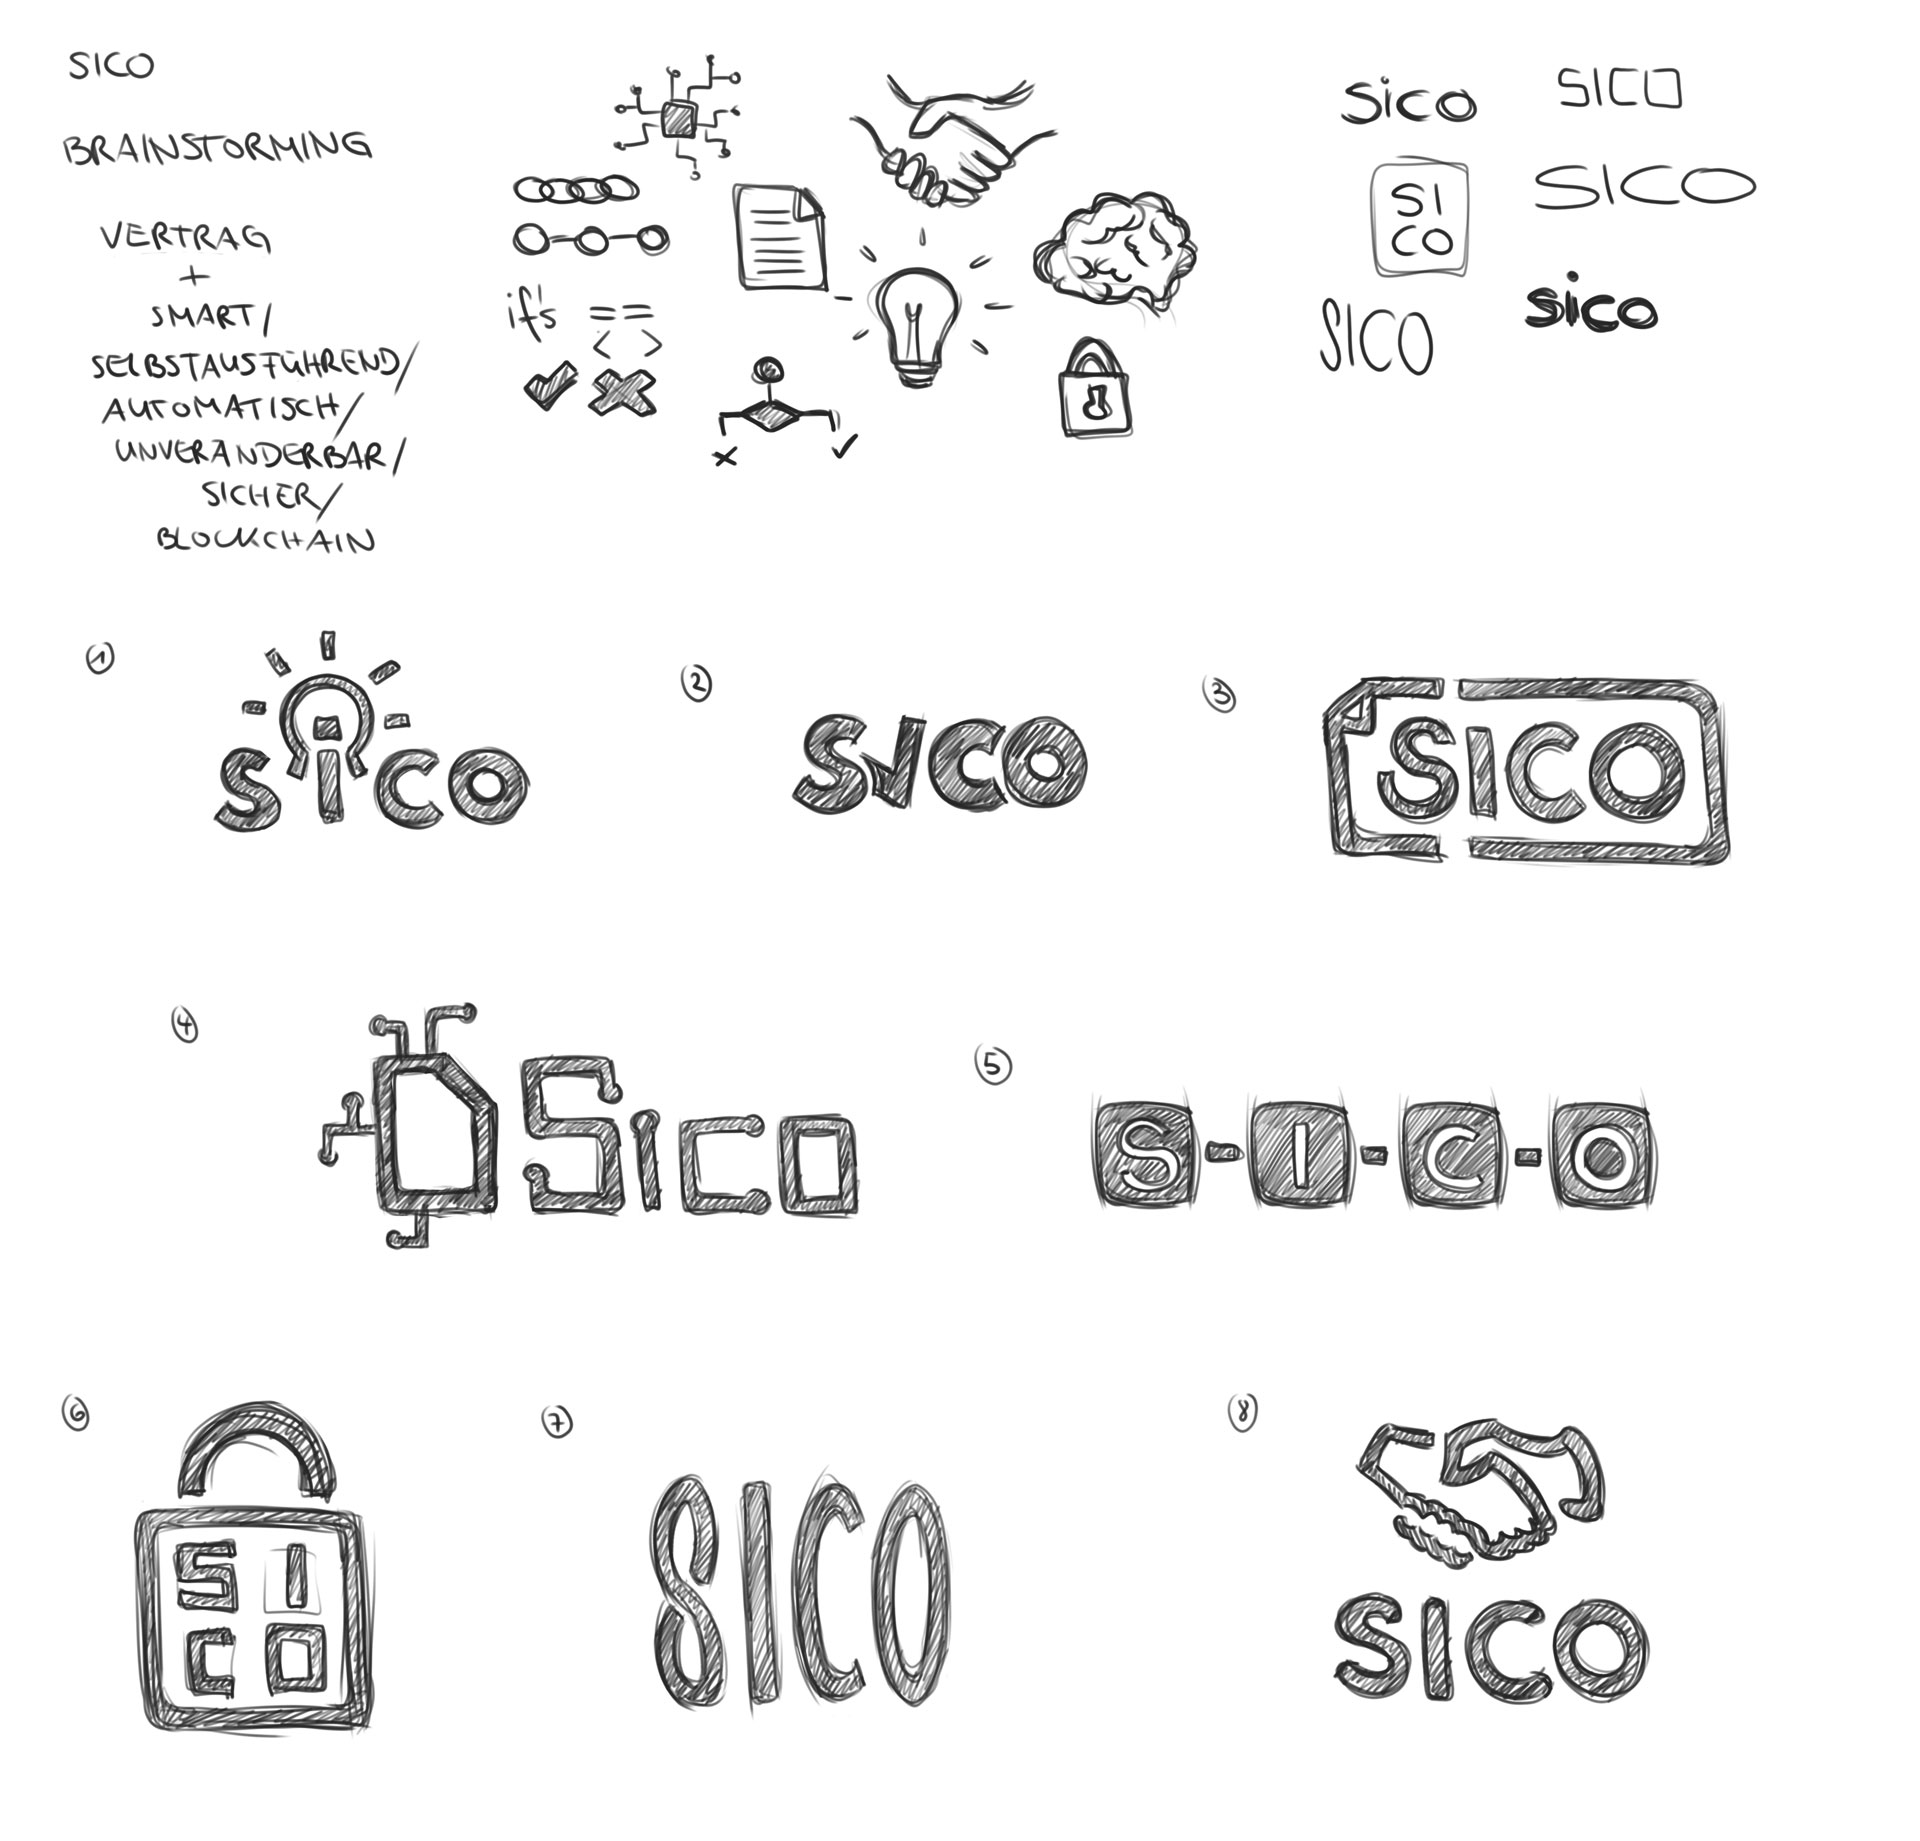 SICO
BRAINSTORMING
VERTRAG
+
SMART/
SELBSTAUSFÜHREND/
AUTOMATISCH/
UNVERÄNDERBAR/
SICHER/
BLOCKCHAIN
if's ==
< >
Sico
SICO
SI
CO
SICO
SICO
sico
1
sico
2
SICO
3
SICO
4
Sico
5
S-I-C-O
6
SI
CO
7
SICO
8
SICO